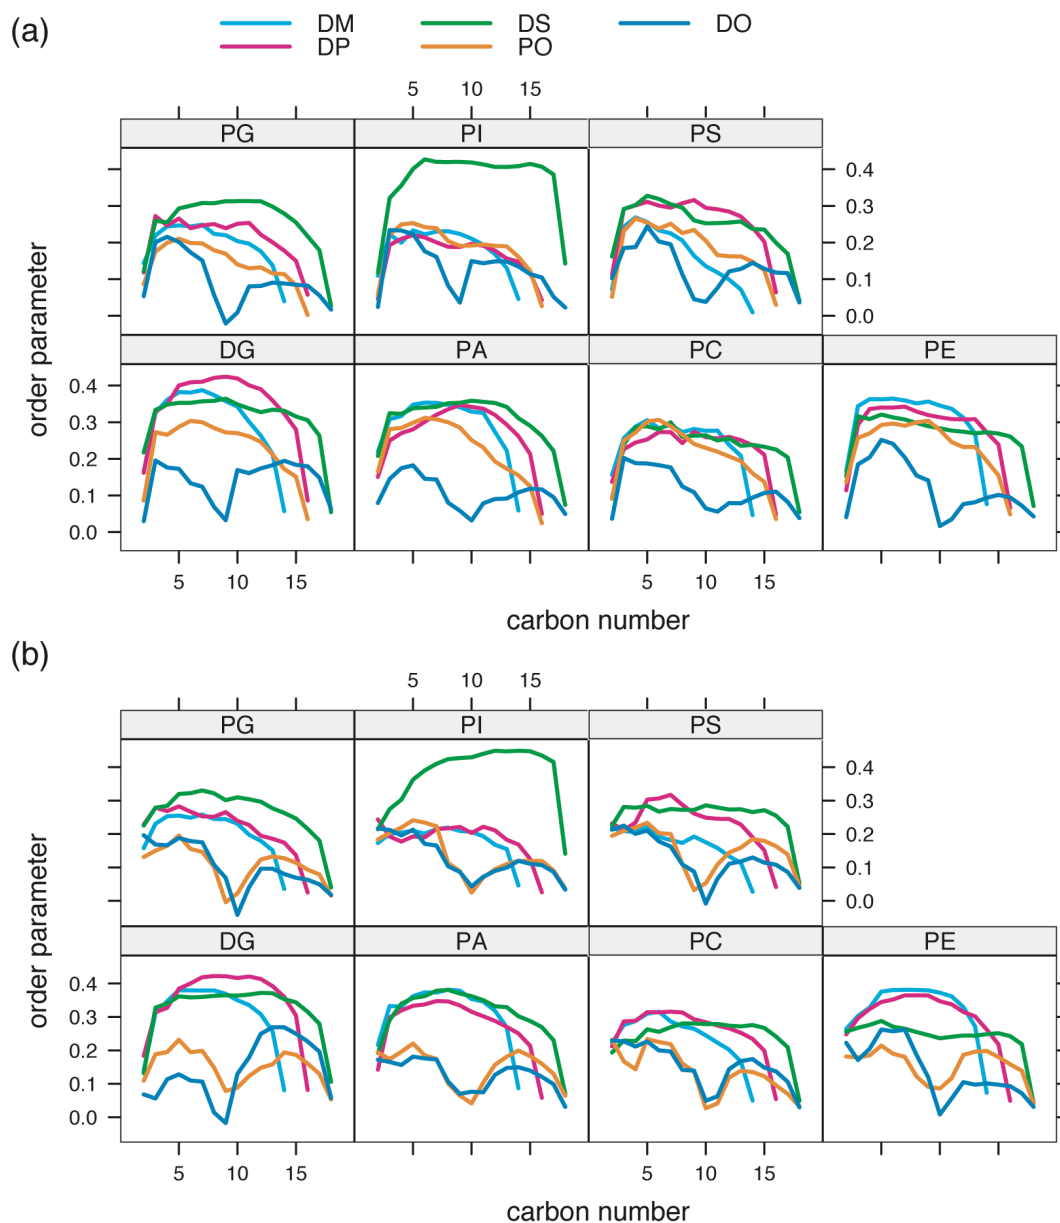 (a)
DM DS DO
DP PO
5 10 15
PG PI PS
0.4
0.3
0.2
0.1
0.0
order parameter
DG PA PC PE
0.4
0.3
0.2
0.1
0.0
5 10 15 5 10 15
carbon number
(b)
5 10 15
PG PI PS
0.4
0.3
0.2
0.1
0.0
order parameter
DG PA PC PE
0.4
0.3
0.2
0.1
0.0
5 10 15 5 10 15
carbon number